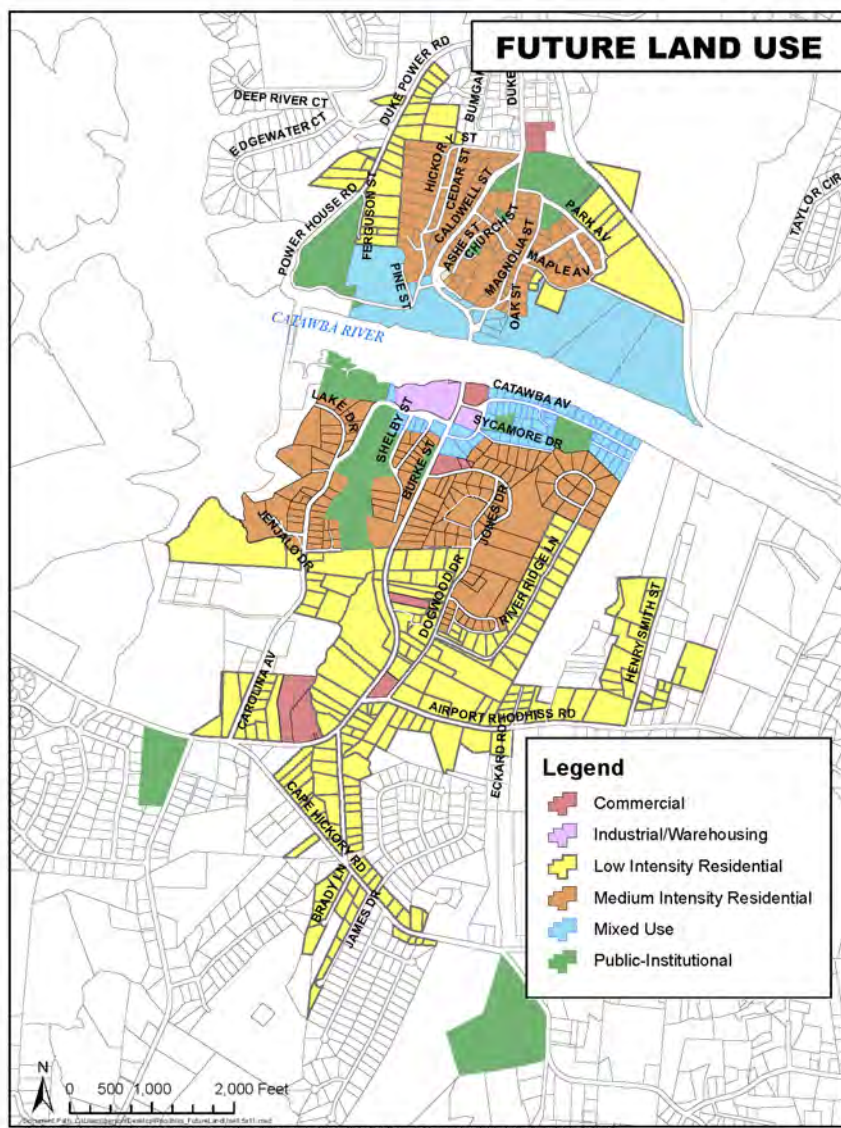 FUTURE LAND USE
DUKE POWER RD
BUMGAR
DUKE
DEEP RIVER CT
EDGEWATER CT
HICKORY ST
CEDAR ST
CALDWELL ST
POWER HOUSE RD
FERGUSON ST
ASHE ST
CHURCH ST
PARK AV
TAYLOR CIR
MAGNOLIA ST
MAPLE AV
PINE ST
OAK ST
CATAWBA RIVER
CATAWBA AV
LAKE DR
SHELBY ST
SYCAMORE DR
BURKE ST
JONES DR
JENJALO DR
RIVER RIDGE LN
DOGWOOD DR
HENRY SMITH ST
CAROLINA AV
AIRPORT RHODHISS RD
ECKARD RD
CAPE HICKORY RD
BRADY LN
JAMES DR
Legend
Commercial
Industrial/Warehousing
Low Intensity Residential
Medium Intensity Residential
Mixed Use
Public-Institutional
N
0 500 1,000 2,000 Feet